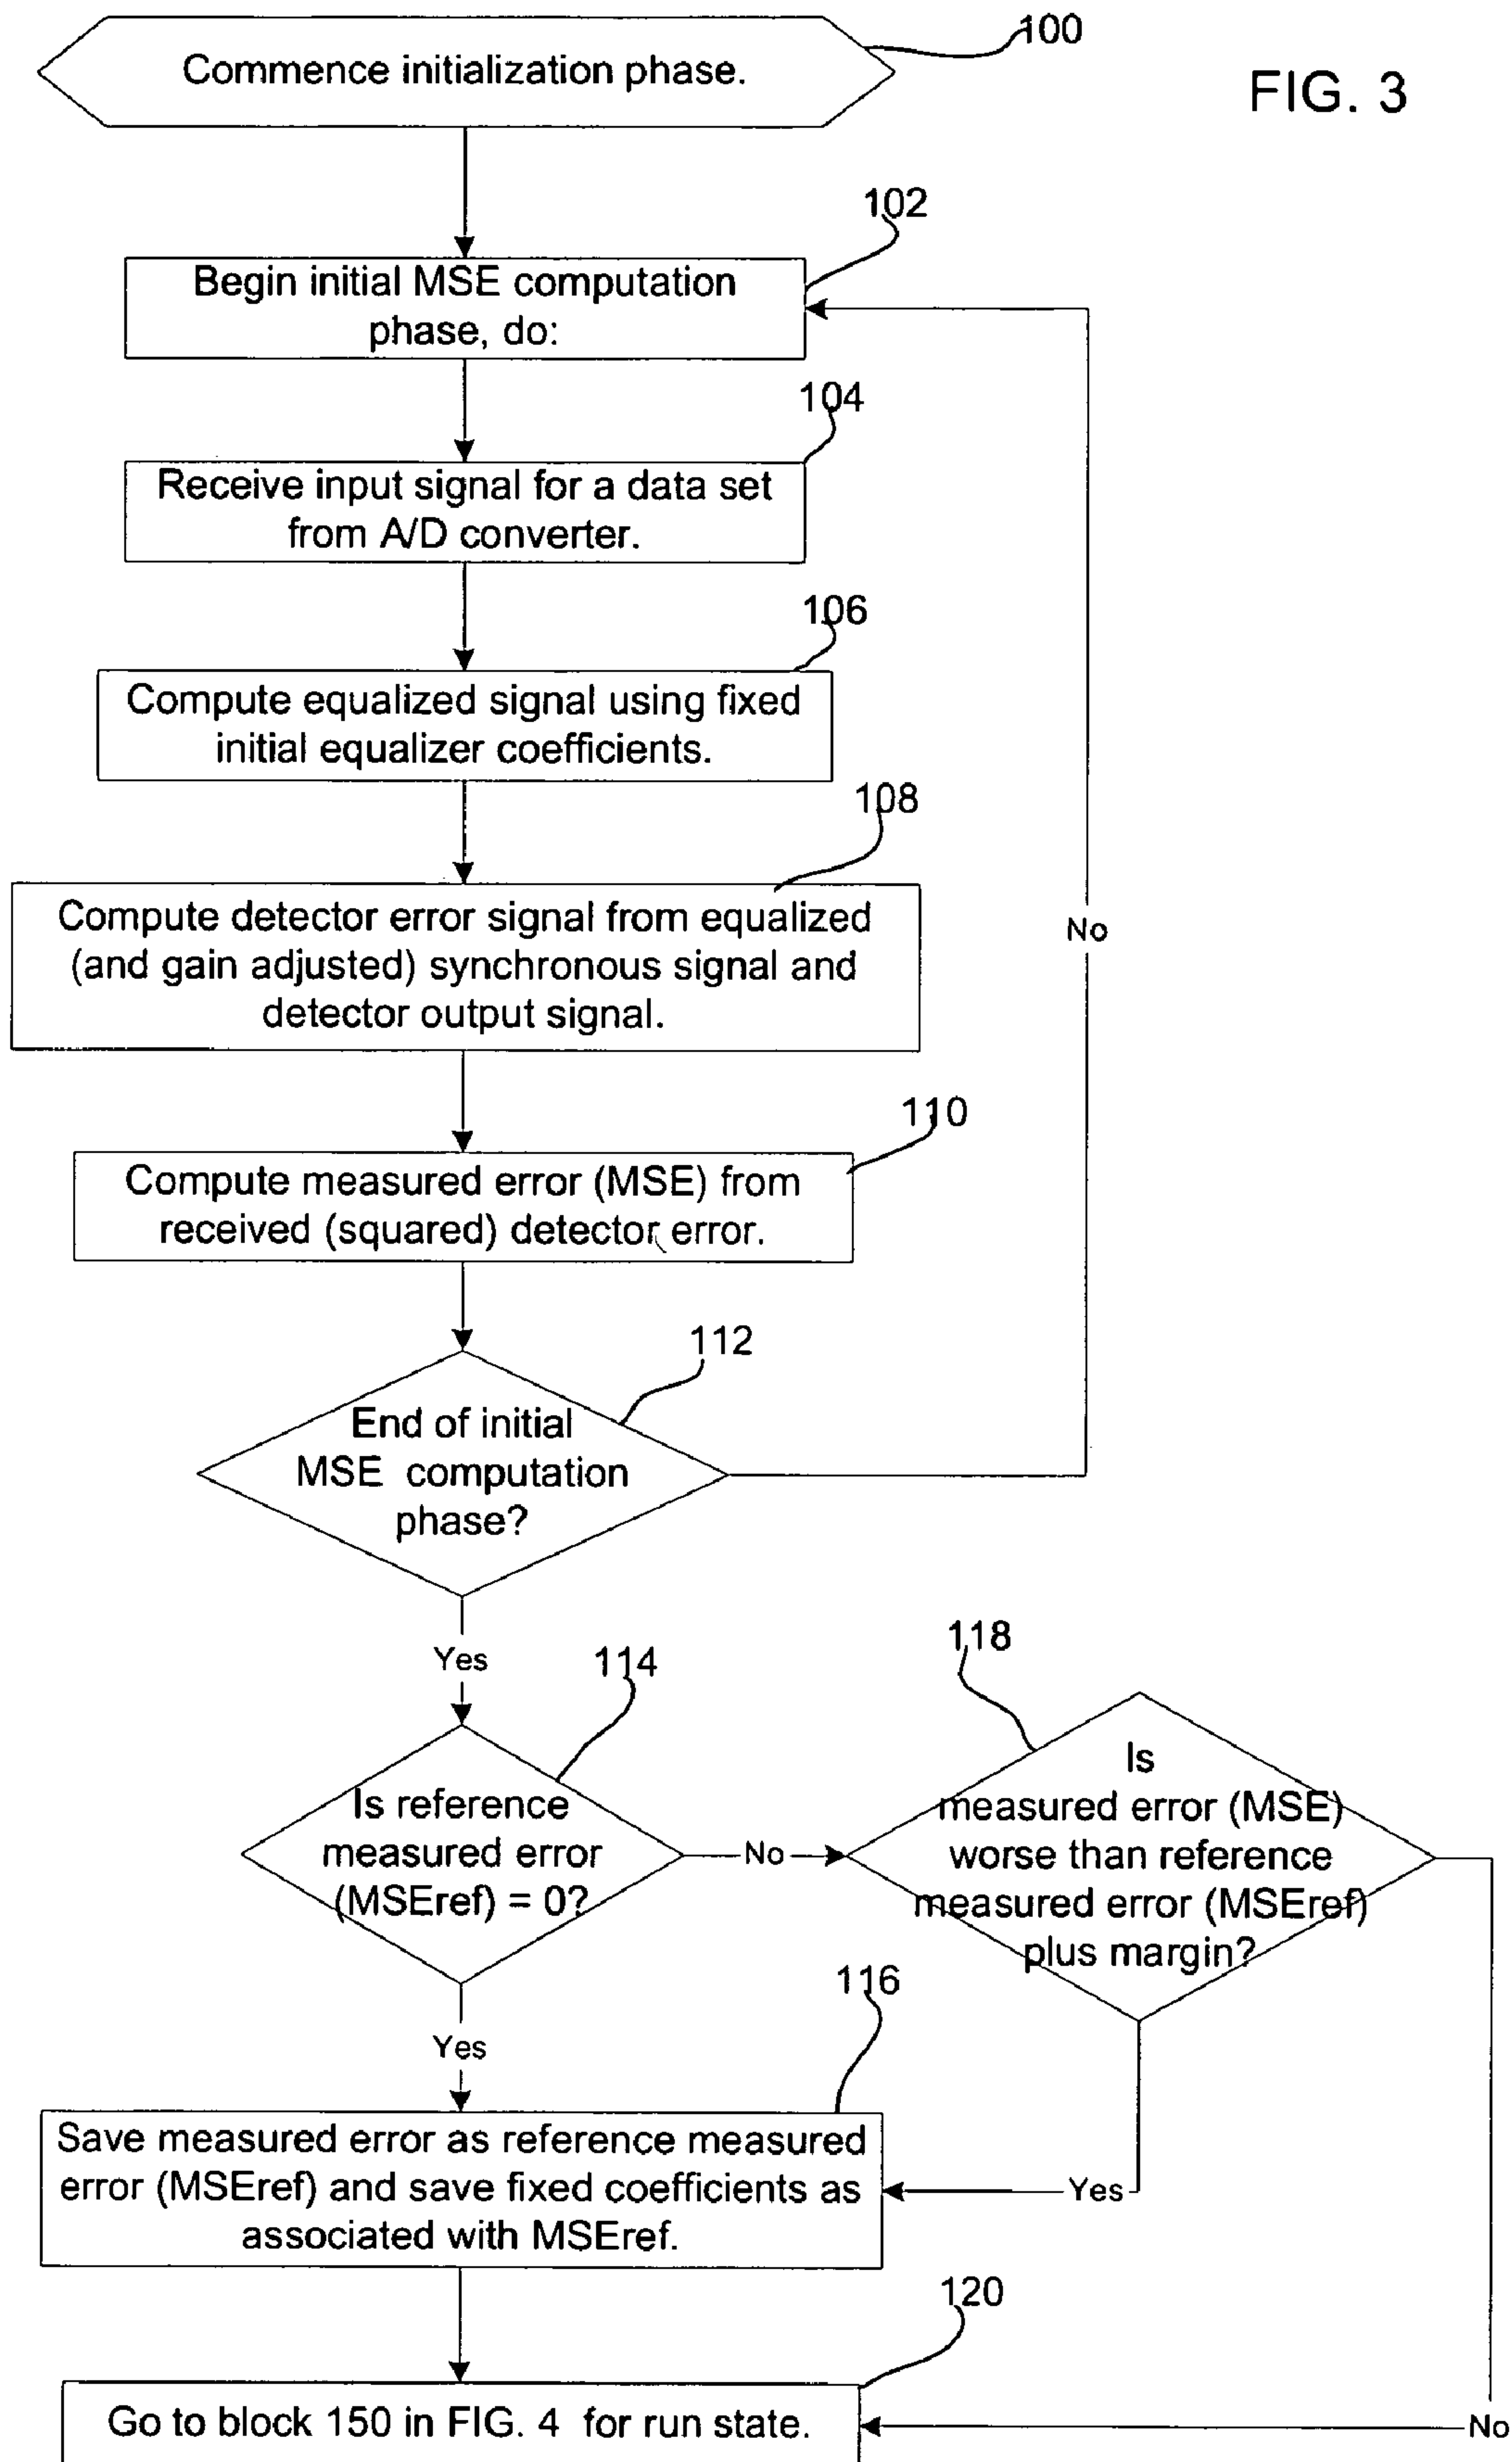 100
Commence initialization phase.
FIG. 3
102
Begin initial MSE computation
phase, do:
104
Receive input signal for a data set
from A/D converter.
106
Compute equalized signal using fixed
initial equalizer coefficients.
108
Compute detector error signal from equalized
(and gain adjusted) synchronous signal and
detector output signal.
No
110
Compute measured error (MSE) from
received (squared) detector error.
112
End of initial
MSE computation
phase?
Yes
114
Is reference
measured error
(MSEref) = 0?
No
118
Is
measured error (MSE)
worse than reference
measured error (MSEref)
plus margin?
Yes
116
Save measured error as reference measured
error (MSEref) and save fixed coefficients as
associated with MSEref.
Yes
120
Go to block 150 in FIG. 4 for run state.
No